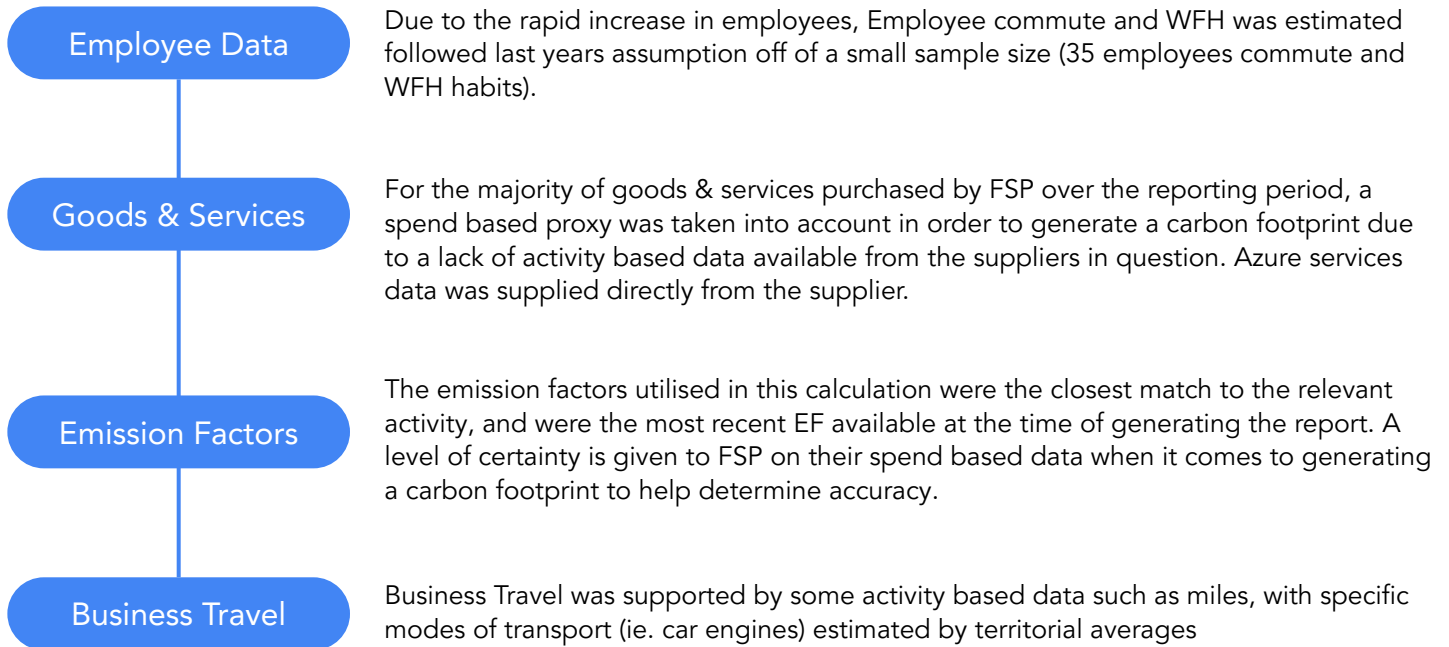 Employee Data
Due to the rapid increase in employees, Employee commute and WFH was estimated
followed last years assumption off of a small sample size (35 employees commute and
WFH habits).
Goods & Services
For the majority of goods & services purchased by FSP over the reporting period, a
spend based proxy was taken into account in order to generate a carbon footprint due
to a lack of activity based data available from the suppliers in question. Azure services
data was supplied directly from the supplier.
Emission Factors
The emission factors utilised in this calculation were the closest match to the relevant
activity, and were the most recent EF available at the time of generating the report. A
level of certainty is given to FSP on their spend based data when it comes to generating
a carbon footprint to help determine accuracy.
Business Travel
Business Travel was supported by some activity based data such as miles, with specific
modes of transport (ie. car engines) estimated by territorial averages